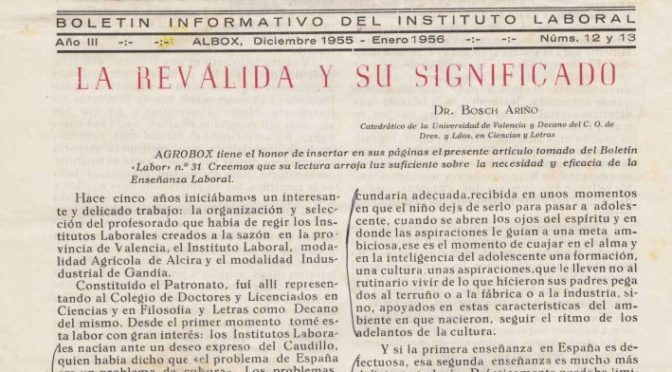 BOLETIN INFORMATIVO DEL INSTITUTO LABORAL
Año III -:- -:- ALBOX, Diciembre 1955 - Enero 1956 -:- -:- Núms. 12 y 13
LA REVÁLIDA Y SU SIGNIFICADO
DR. BOSCH ARIÑO
Catedrático de la Universidad de Valencia y Decano del C. O. de
Dres. y Ldos. en Ciencias y Letras
AGROBOX tiene el honor de insertar en sus páginas el presente artículo tomado del Boletín
«Labor» n.º 31 Creemos que su lectura arroja luz suficiente sobre la necesidad y eficacia de la
Enseñanza Laboral.
Hace cinco años iniciábamos un interesan-
te y delicado trabajo: la organización y selec-
ción del profesorado que había de regir los Ins-
titutos Laborales creados a la sazón en la pro-
vincia de Valencia, el Instituto Laboral, moda-
lidad Agrícola de Alcira y el modalidad Indus-
dustrial de Gandía.
Constituído el Patronato, fuí allí represen-
tando al Colegio de Doctores y Licenciados en
Ciencias y en Filosofía y Letras como Decano
del mismo. Desde el primer momento tomé es-
ta labor con gran interés: los Institutos Labora-
les nacían ante un deseo expreso del Caudillo,
quien había dicho que «el problema de España
es un problema de cultura». Los problemas
cundaria adecuada.recibida en unos momentos
en que el niño deja de serlo para pasar a adoles-
cente, cuando se abren los ojos del espíritu y en
donde las aspiraciones le guian a una meta am-
biciosa,ese es el momento de cuajar en el alma y
en la inteligencia del adolescente una formación,
una cultura.unas aspiraciones,que le lleven no al
rutinario vivir de lo que hicieron sus padres pega
dos al terruño o a la fábrica o a la industria, si-
no, apoyados en estas características del am-
biente en que nacieron, seguir el ritmo de los
adelantos de la cultura.
Y si la primera enseñanza en España es de-
fectuosa, esa segunda enseñanza es mucho más